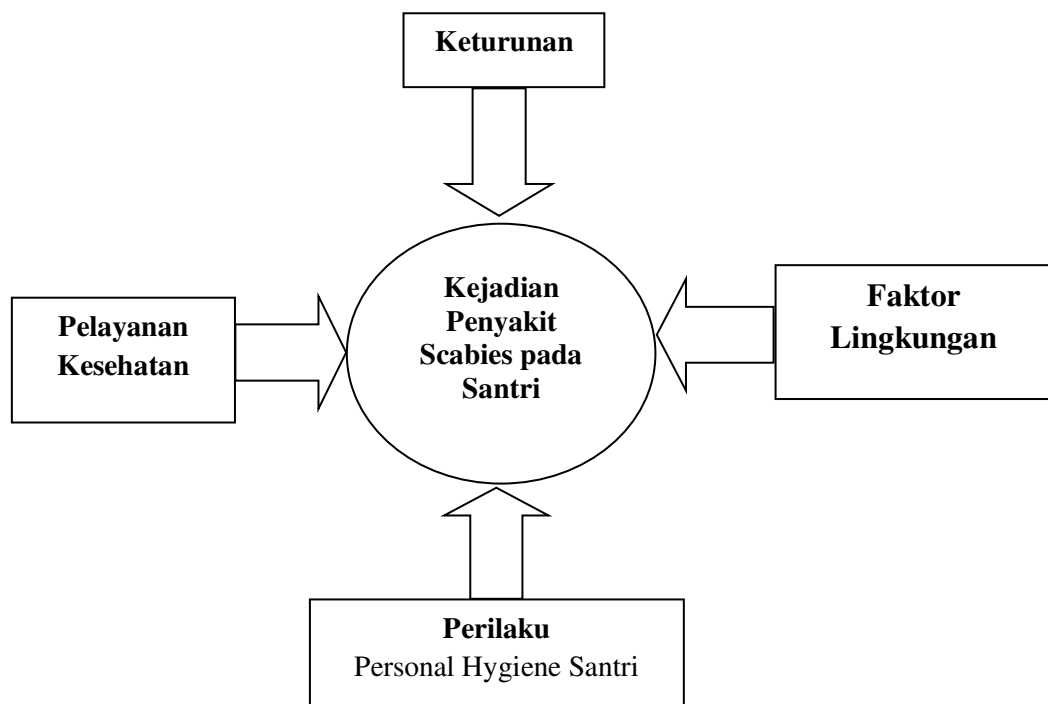 Keturunan
Kejadian
Penyakit
Scabies pada
Santri
Pelayanan
Kesehatan
Faktor
Lingkungan
Perilaku
Personal Hygiene Santri